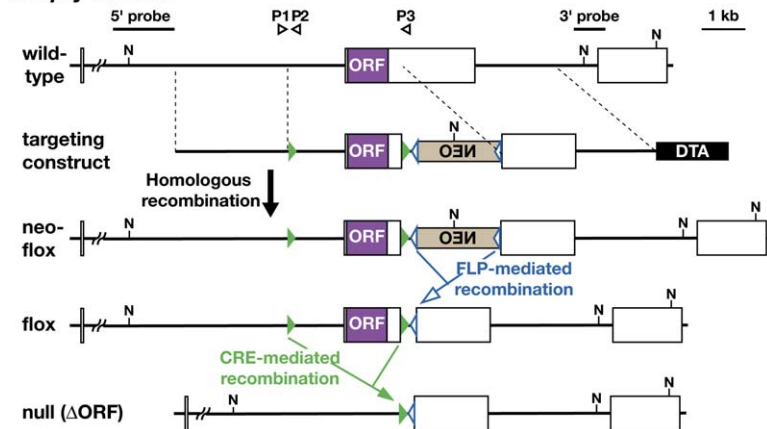 5' probe P1 P2 P3 3' probe 1 kb
N N N
wild-
type
ORF
targeting
construct
N
ORF NEO DTA
Homologous
recombination
neo-
flox
N N N N
ORF NEO
FLP-mediated
recombination
flox
N N N
ORF
CRE-mediated
recombination
null (ΔORF)
N N N